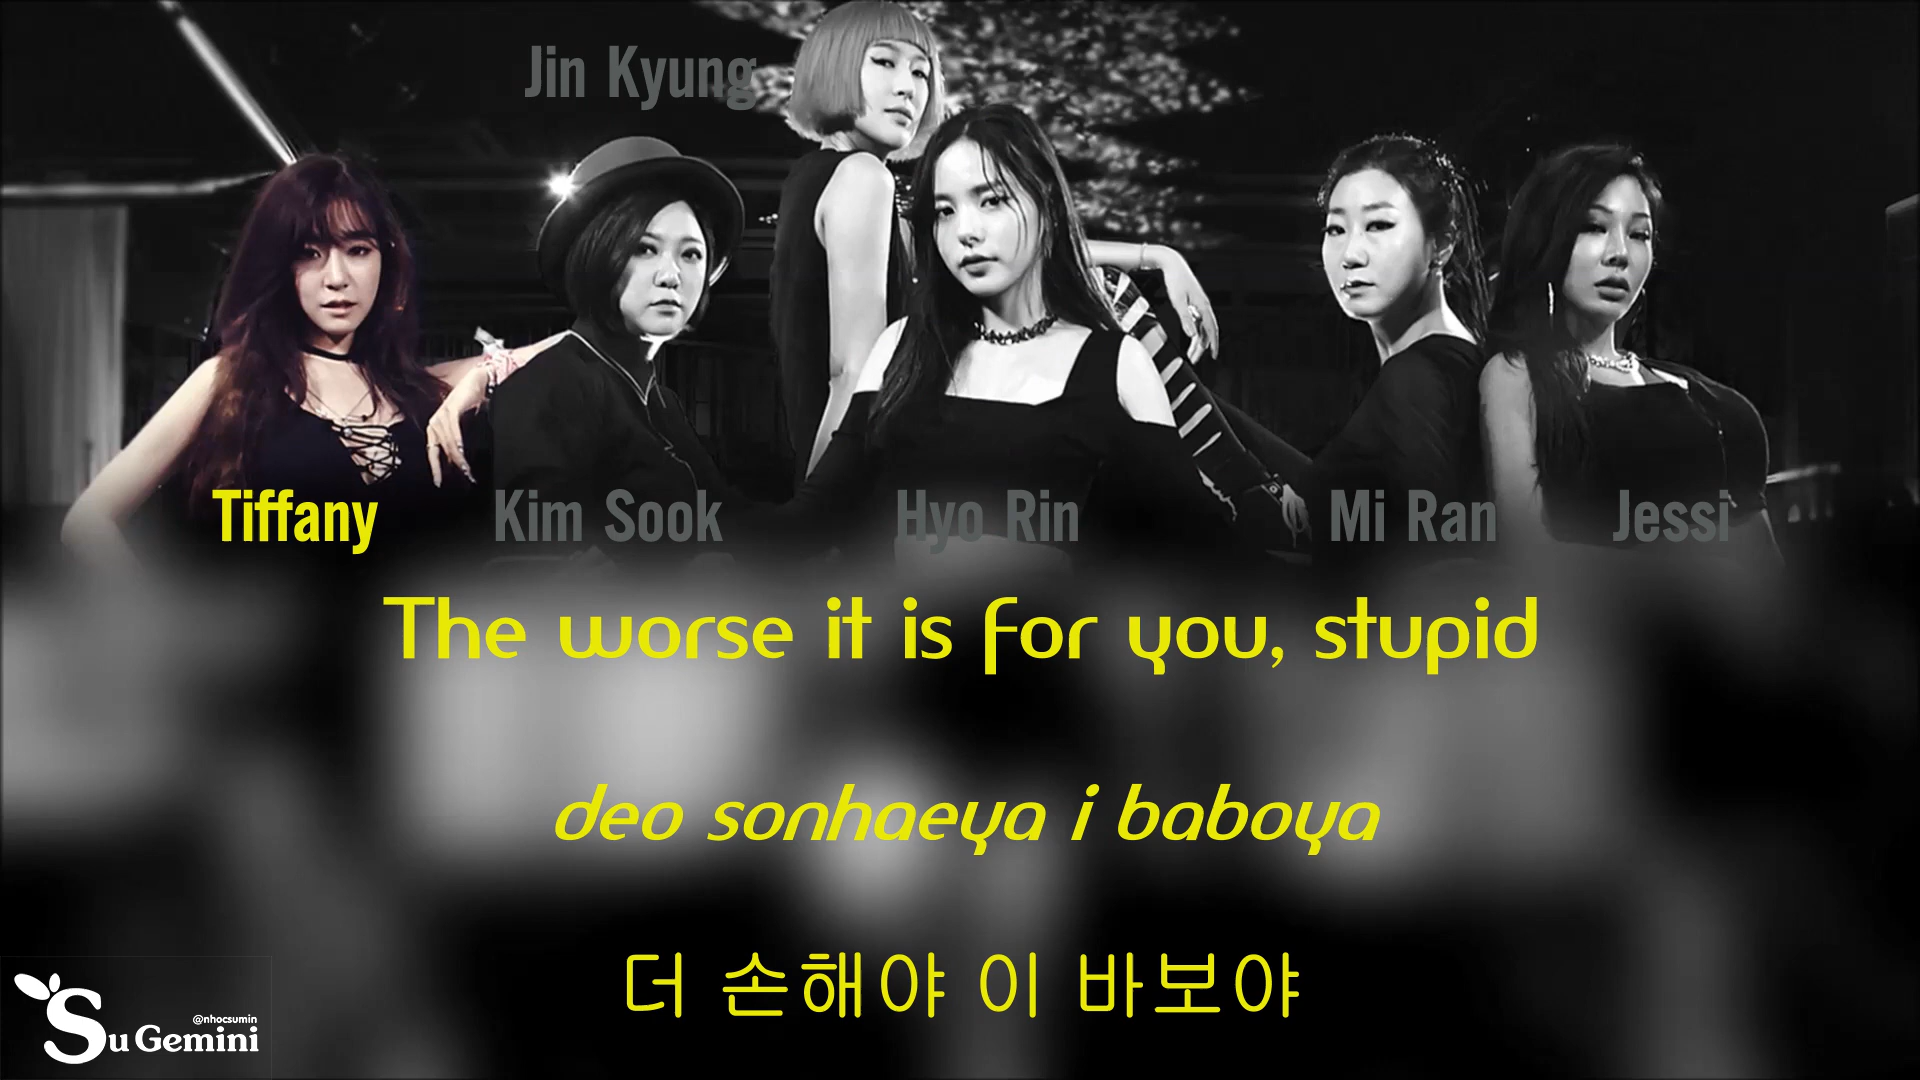 Jin Kyung
Tiffany
Kim Sook
Hyo Rin
Mi Ran
Jessi
The worse it is for you, stupid
deo sonhaeya i baboya
더 손해야 이 바보야
@nhocsumin
Su Gemini